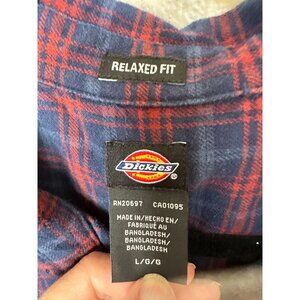 RELAXED FIT
Dickies
RN20697 CA01095
MADE IN/HECHO EN/
FABRIQUÉ AU
BANGLADESH/
BANGLADESH/
BANGLADESH
L/G/G